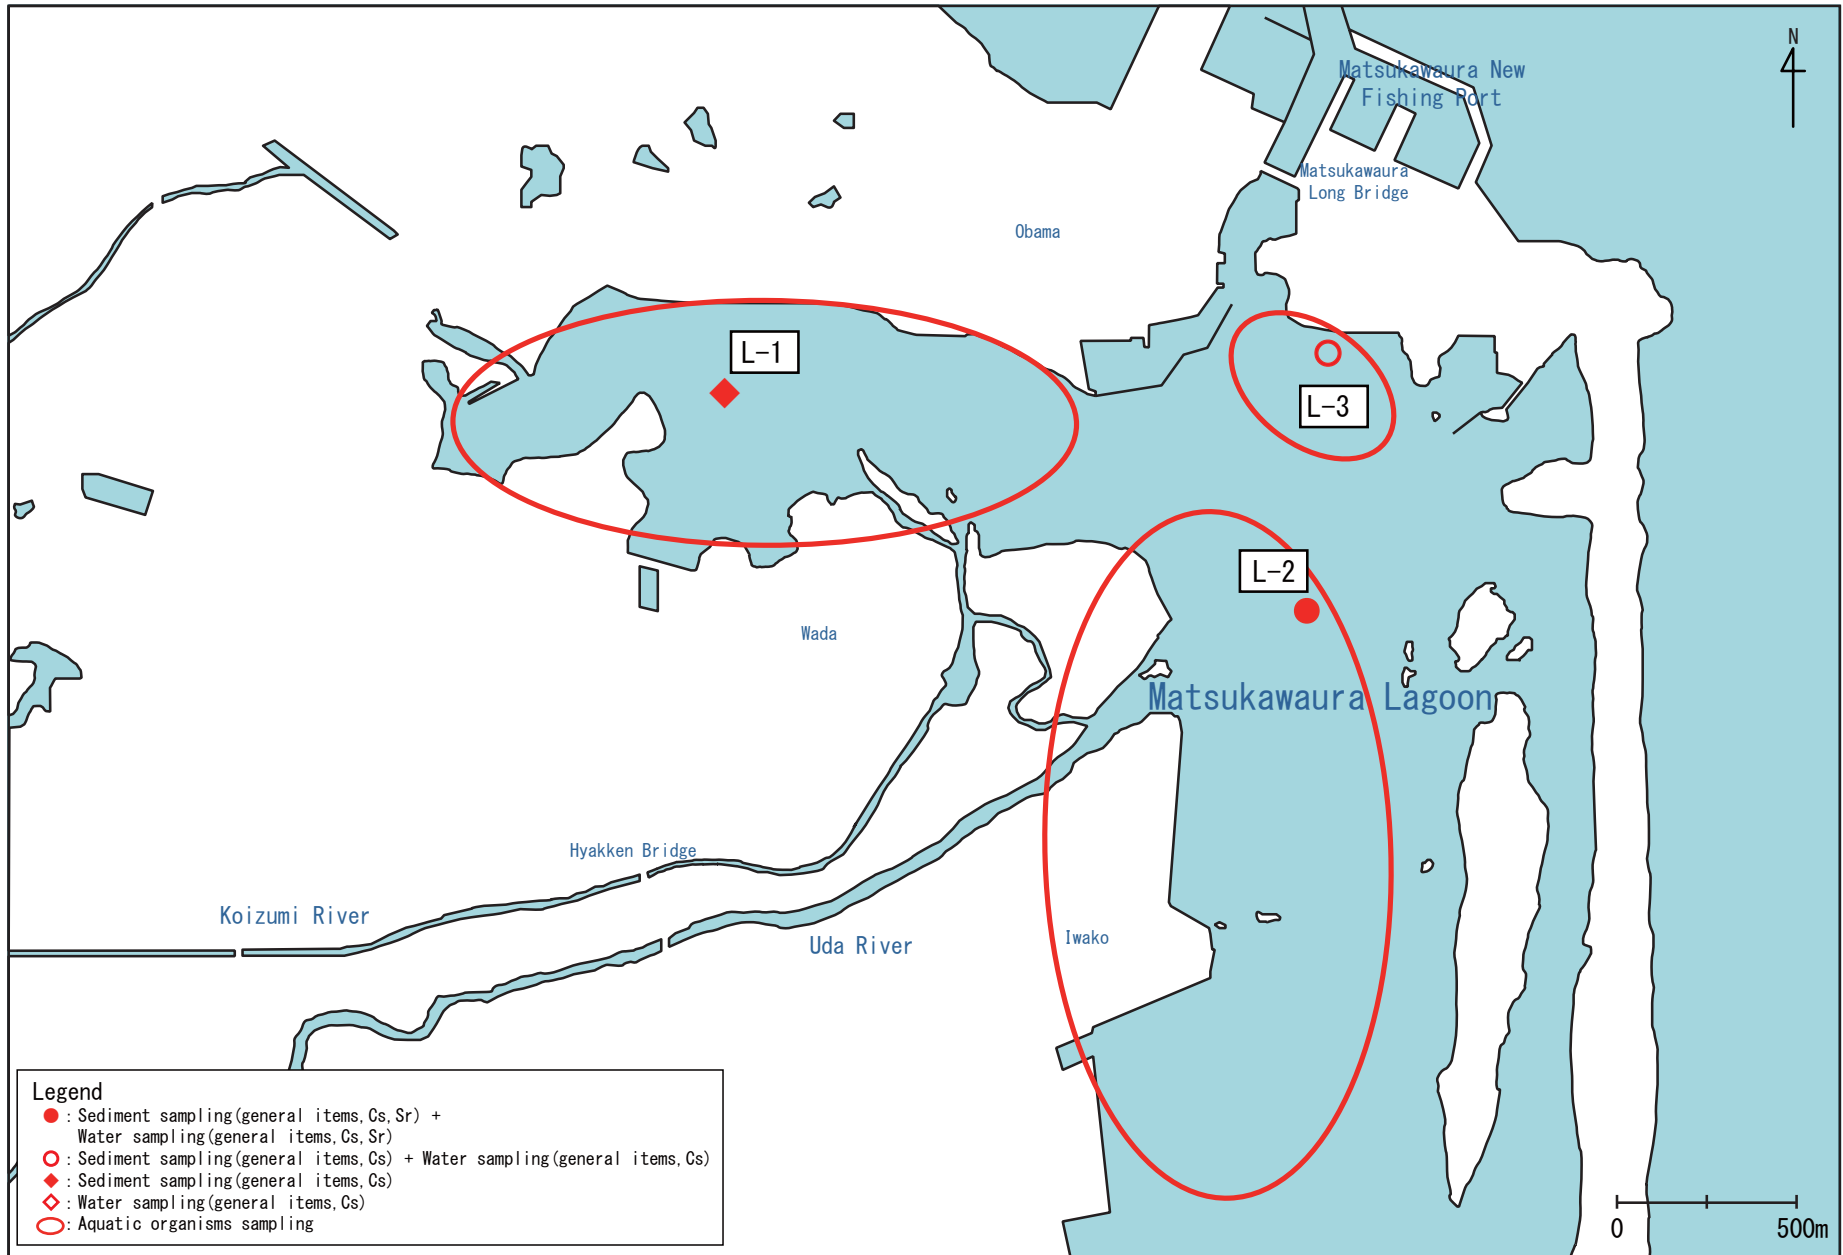 N
Matsukawaura New
Fishing Port
Matsukawaura
Long Bridge
Obama
L-1
L-3
L-2
Wada
Matsukawaura Lagoon
Hyakken Bridge
Koizumi River
Uda River
Iwako
Legend
: Sediment sampling(general items,Cs,Sr) +
Water sampling(general items,Cs,Sr)
: Sediment sampling(general items,Cs) + Water sampling(general items,Cs)
: Sediment sampling(general items,Cs)
: Water sampling(general items,Cs)
: Aquatic organisms sampling
0 500m